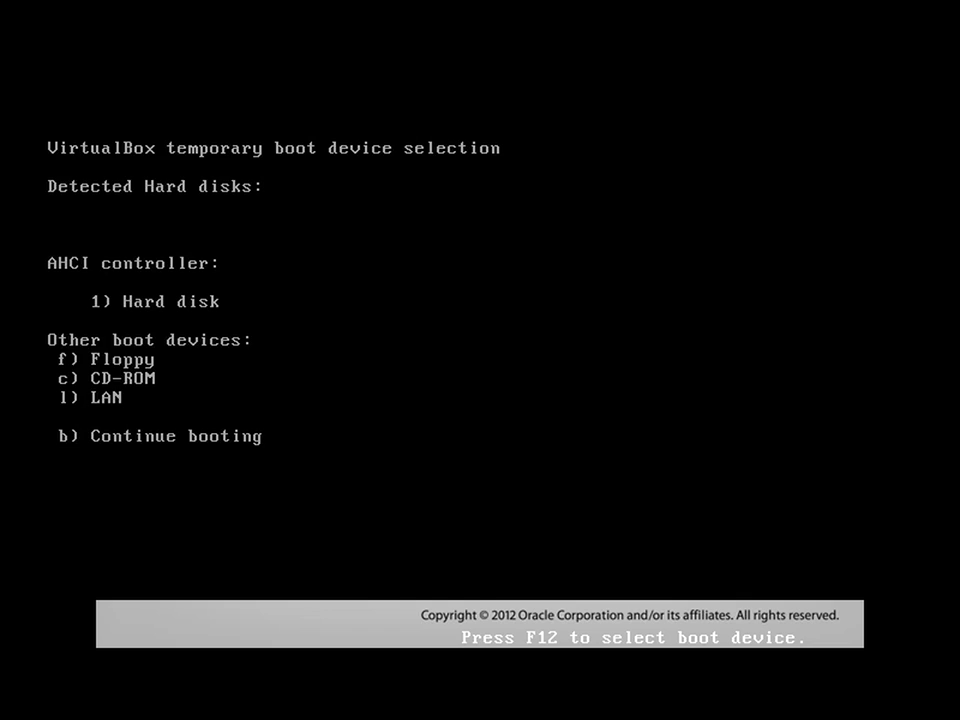 VirtualBox temporary boot device selection
Detected Hard disks:
AHCI controller:
1) Hard disk
Other boot devices:
f) Floppy
c) CD-ROM
l) LAN
b) Continue booting
Copyright © 2012 Oracle Corporation and/or its affiliates. All rights reserved.
Press F12 to select boot device.